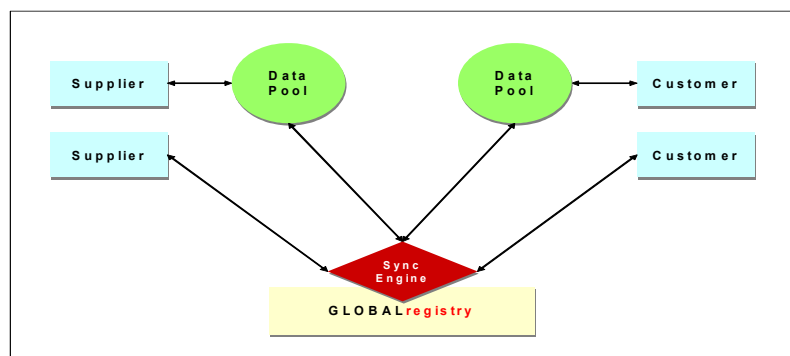 Supplier
Data
Pool
Data
Pool
Customer
Supplier
Customer
Sync
Engine
GLOBALregistry